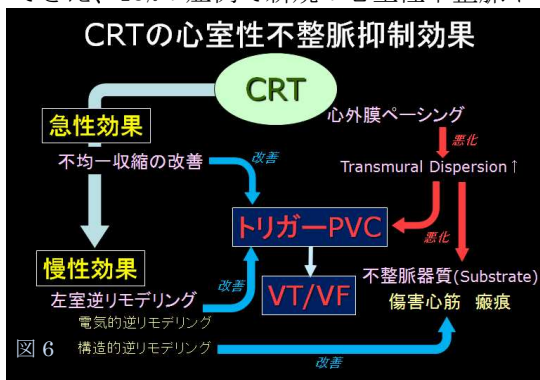 CRTの心室性不整脈抑制効果
CRT
心外膜ペーシング
急性効果
悪化
不均一収縮の改善
改善
Transmural Dispersion↑
トリガーPVC
悪化
慢性効果
改善
不整脈器質(Substrate)
左室逆リモデリング
VT/VF
傷害心筋 瘢痕
電気的逆リモデリング
図6
構造的逆リモデリング
改善